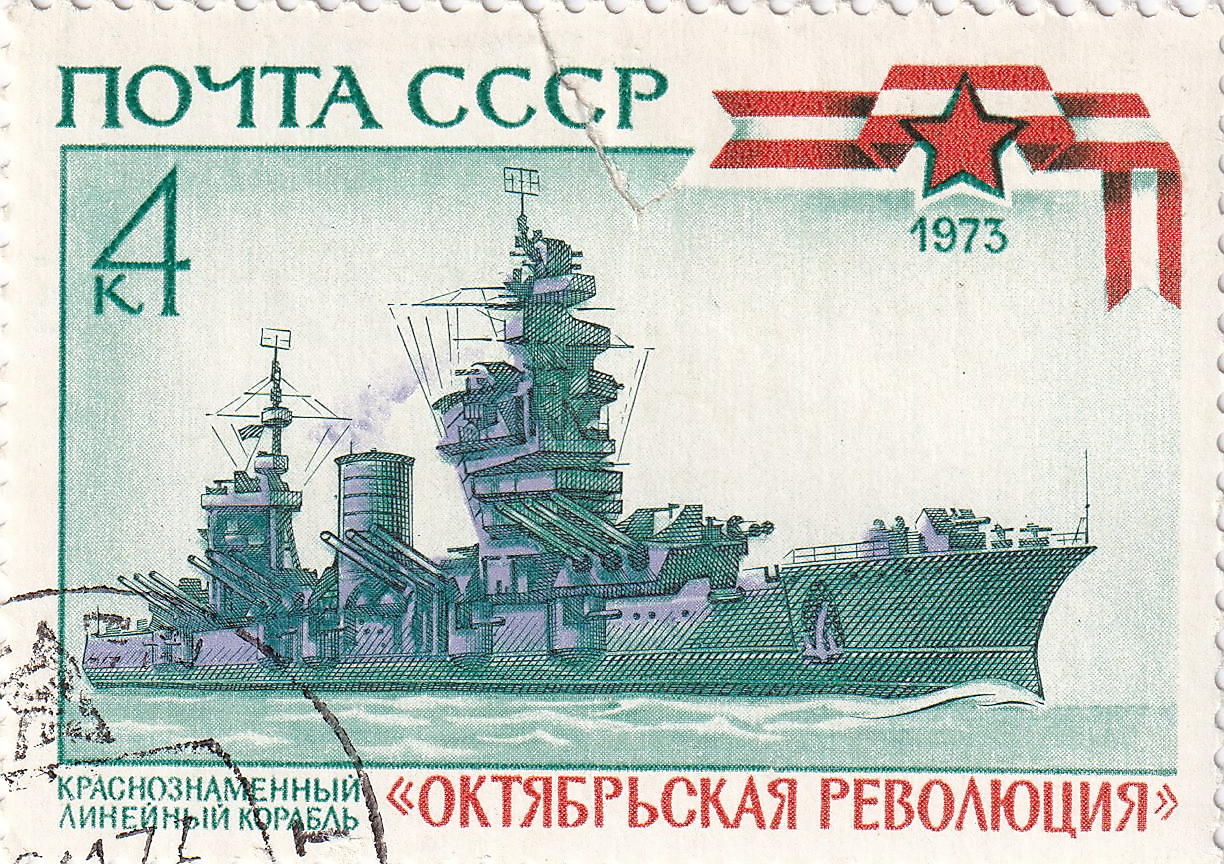 ПОЧТА СССР
4
к
1973
КРАСНОЗНАМЕННЫЙ
ЛИНЕЙНЫЙ КОРАБЛЬ
«ОКТЯБРЬСКАЯ РЕВОЛЮЦИЯ»